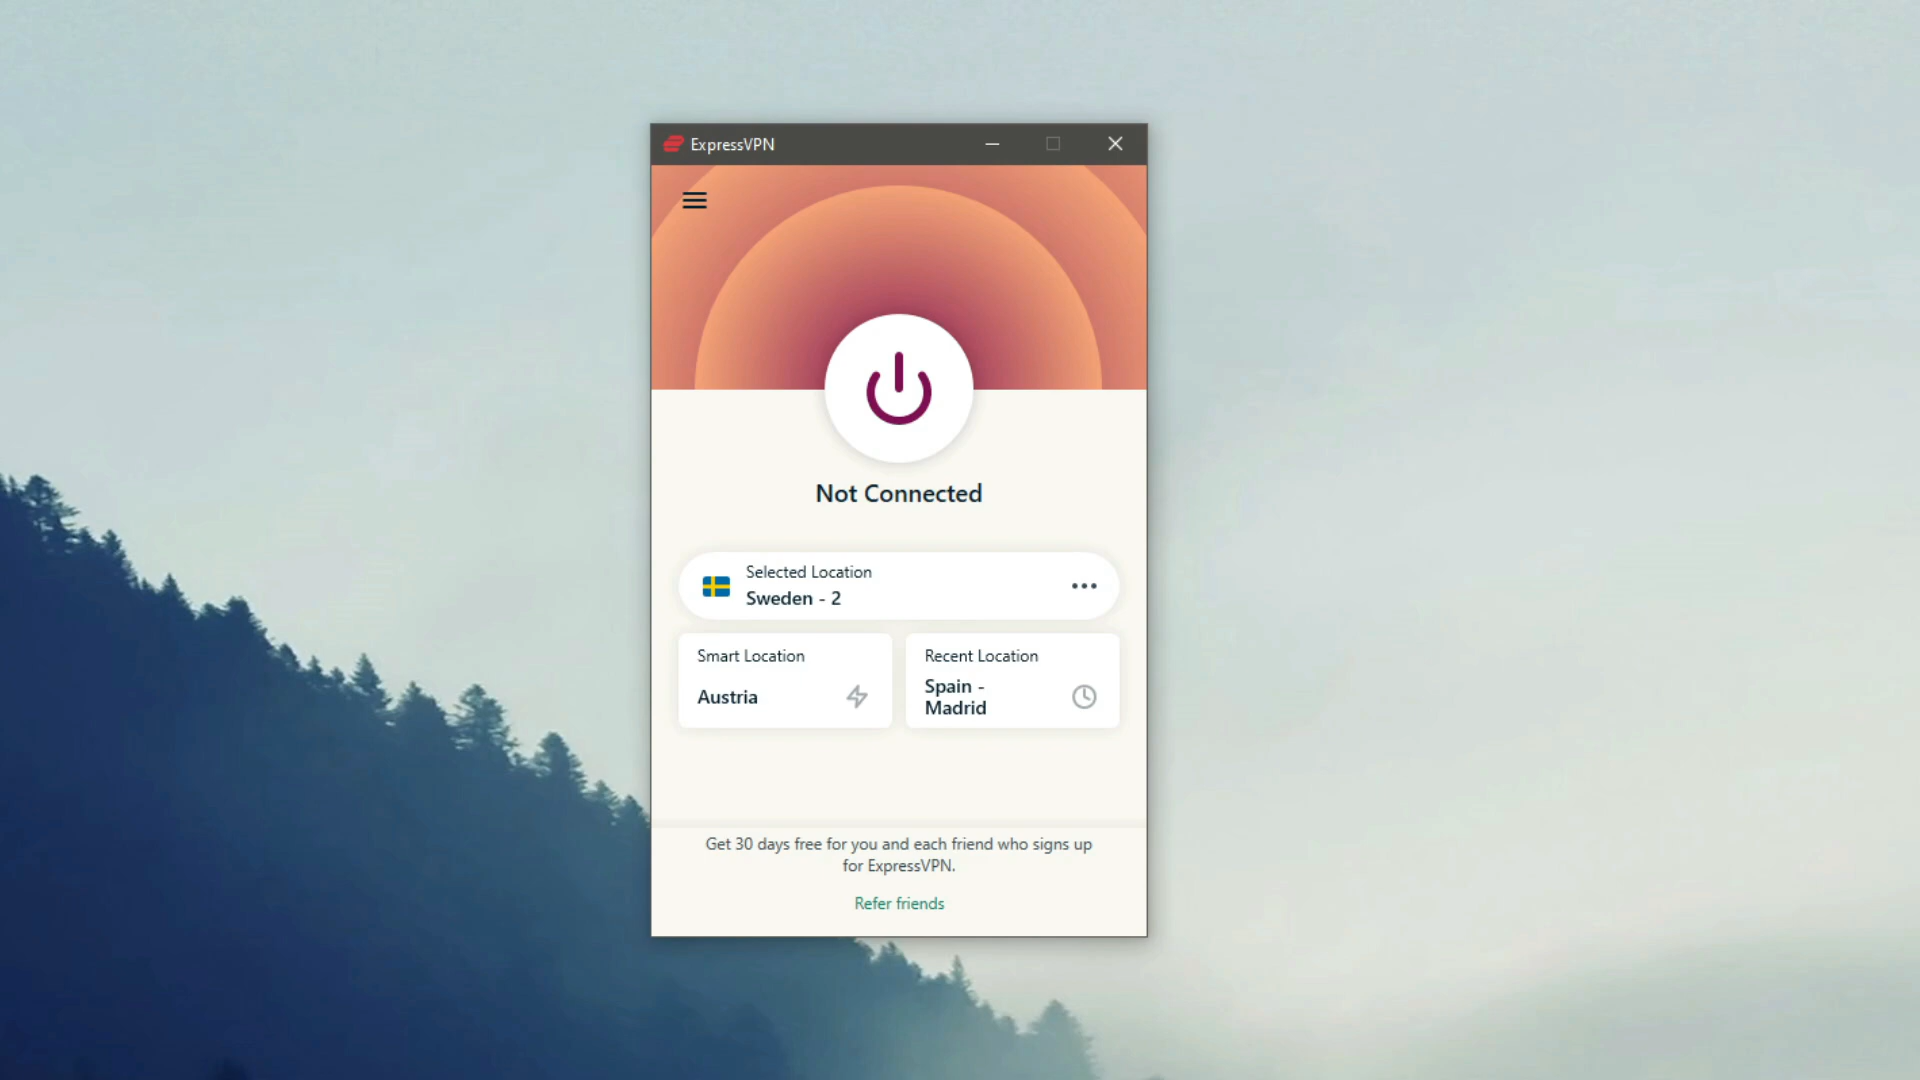 ExpressVPN
Not Connected
Selected Location
Sweden - 2
Smart Location
Austria
Recent Location
Spain -
Madrid
Get 30 days free for you and each friend who signs up
for ExpressVPN.
Refer friends